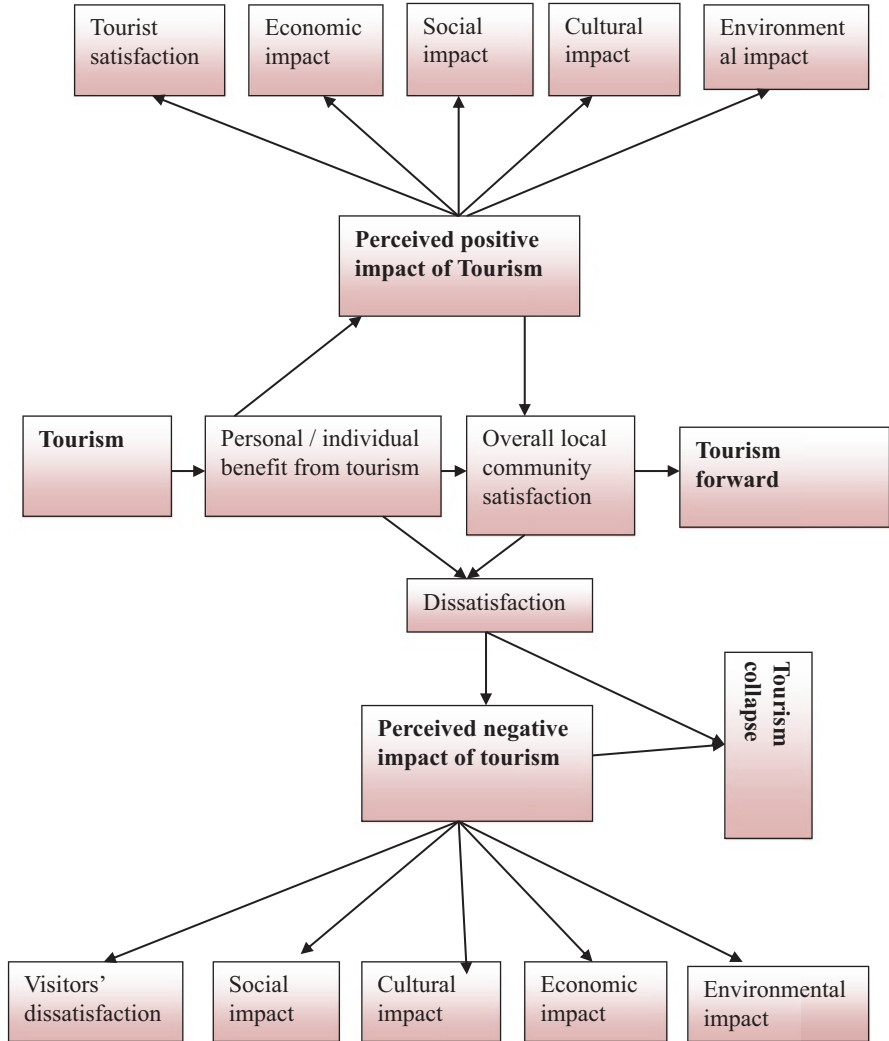 Tourist
satisfaction
Economic
impact
Social
impact
Cultural
impact
Environment
al impact
Perceived positive
impact of Tourism
Tourism
Personal / individual
benefit from tourism
Overall local
community
satisfaction
Tourism
forward
Dissatisfaction
Tourism
collapse
Perceived negative
impact of tourism
Visitors’
dissatisfaction
Social
impact
Cultural
impact
Economic
impact
Environmental
impact